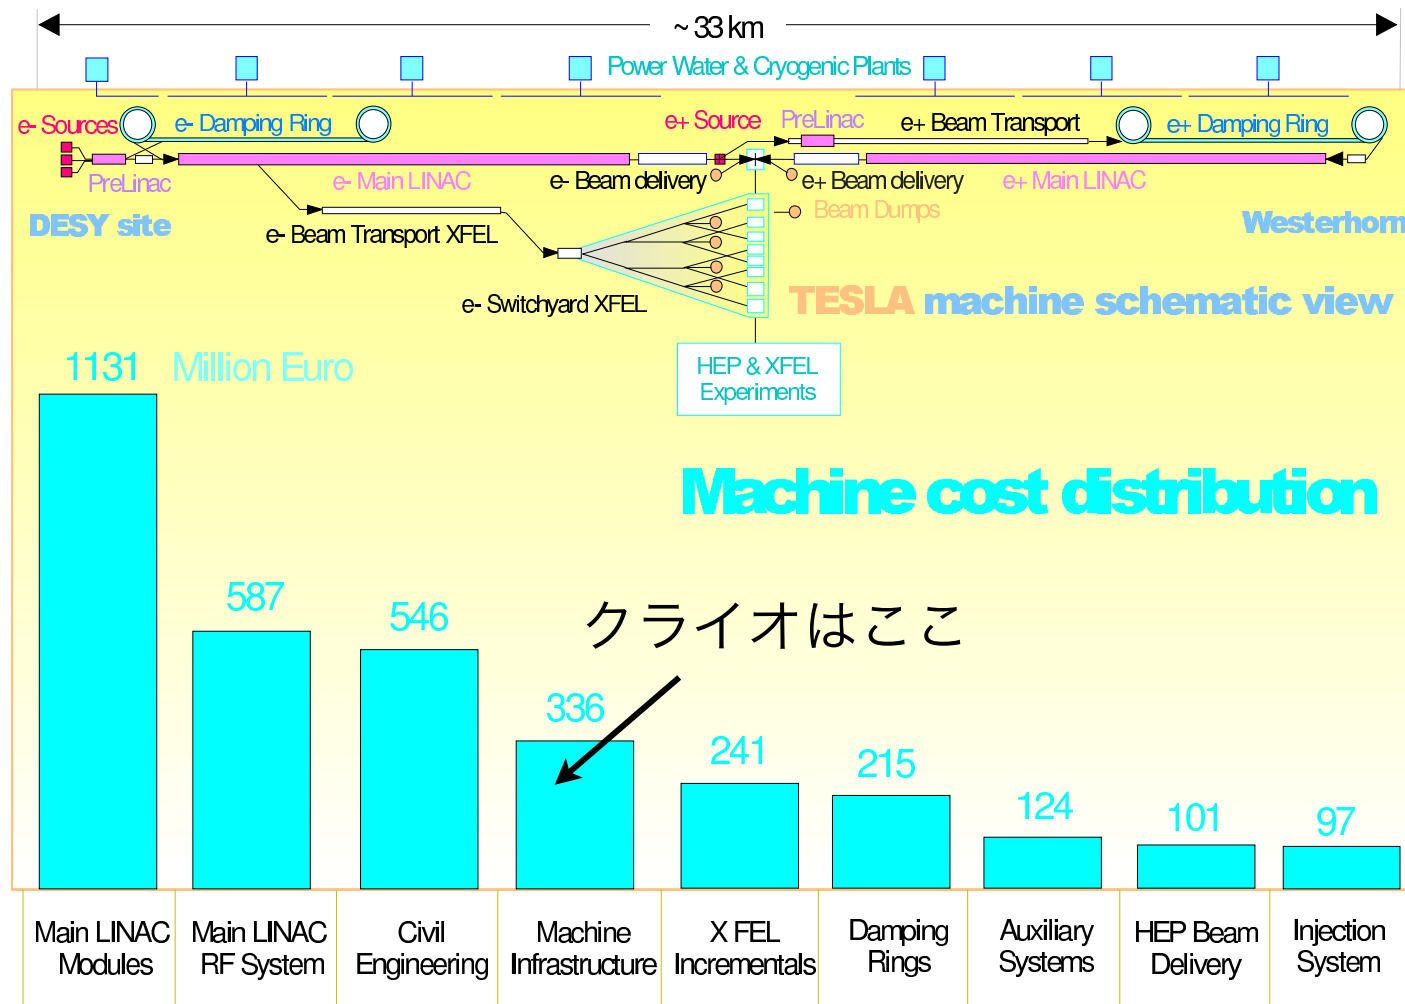 ~ 33 km
Power Water & Cryogenic Plants
e- Sources
e- Damping Ring
e+ Source
PreLinac
e+ Beam Transport
e+ Damping Ring
PreLinac
e- Main LINAC
e- Beam delivery
e+ Beam delivery
e+ Main LINAC
DESY site
e- Beam Transport XFEL
Beam Dumps
Westerhorn
e- Switchyard XFEL
TESLA machine schematic view
HEP & XFEL
Experiments
1131 Million Euro
Machine cost distribution
587
546
クライオはここ
336
241
215
124
101
97
Main LINAC
Modules
Main LINAC
RF System
Civil
Engineering
Machine
Infrastructure
X FEL
Incrementals
Damping
Rings
Auxiliary
Systems
HEP Beam
Delivery
Injection
System